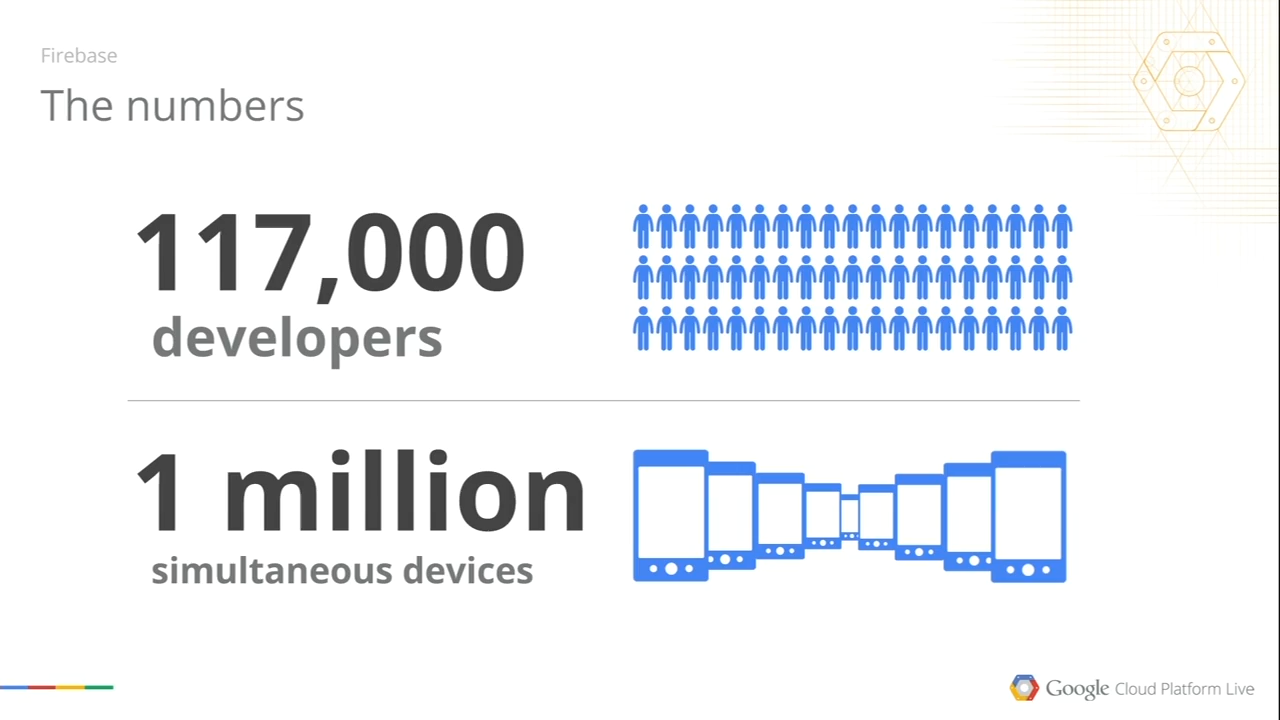 Firebase
The numbers
117,000
developers
1 million
simultaneous devices
Google Cloud Platform Live